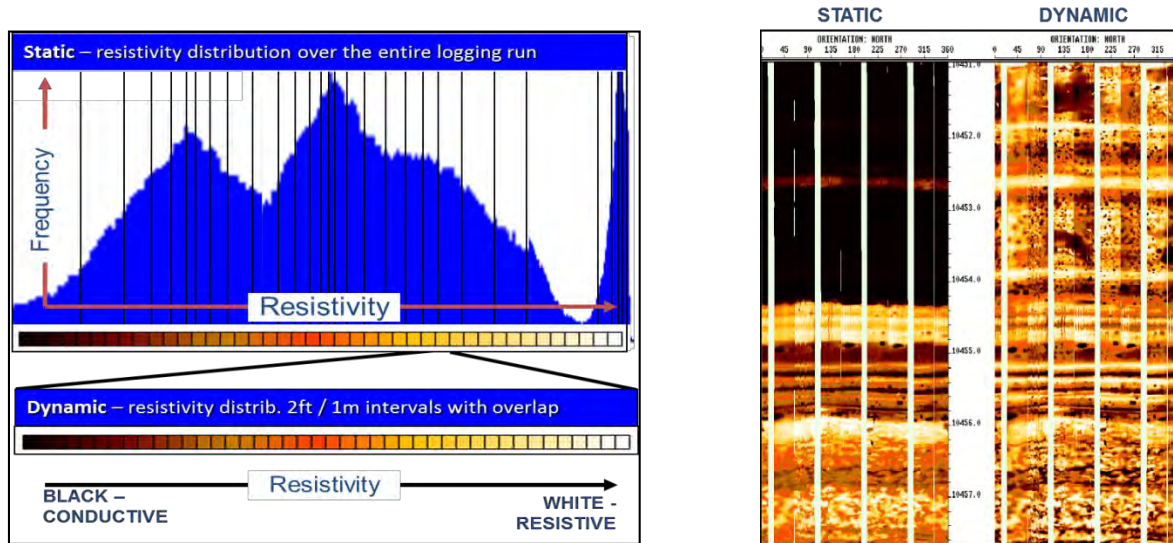 Static – resistivity distribution over the entire logging run
Frequency
Resistivity
Dynamic – resistivity distrib. 2ft / 1m intervals with overlap
Resistivity
BLACK –
CONDUCTIVE
WHITE -
RESISTIVE
STATIC
DYNAMIC
ORIENTATION: NORTH
ORIENTATION: NORTH
45 90 135 180 225 270 315 360
0 45 90 135 180 225 270 315
10431.0
10452.0
10453.0
10454.0
10455.0
10456.0
10457.0